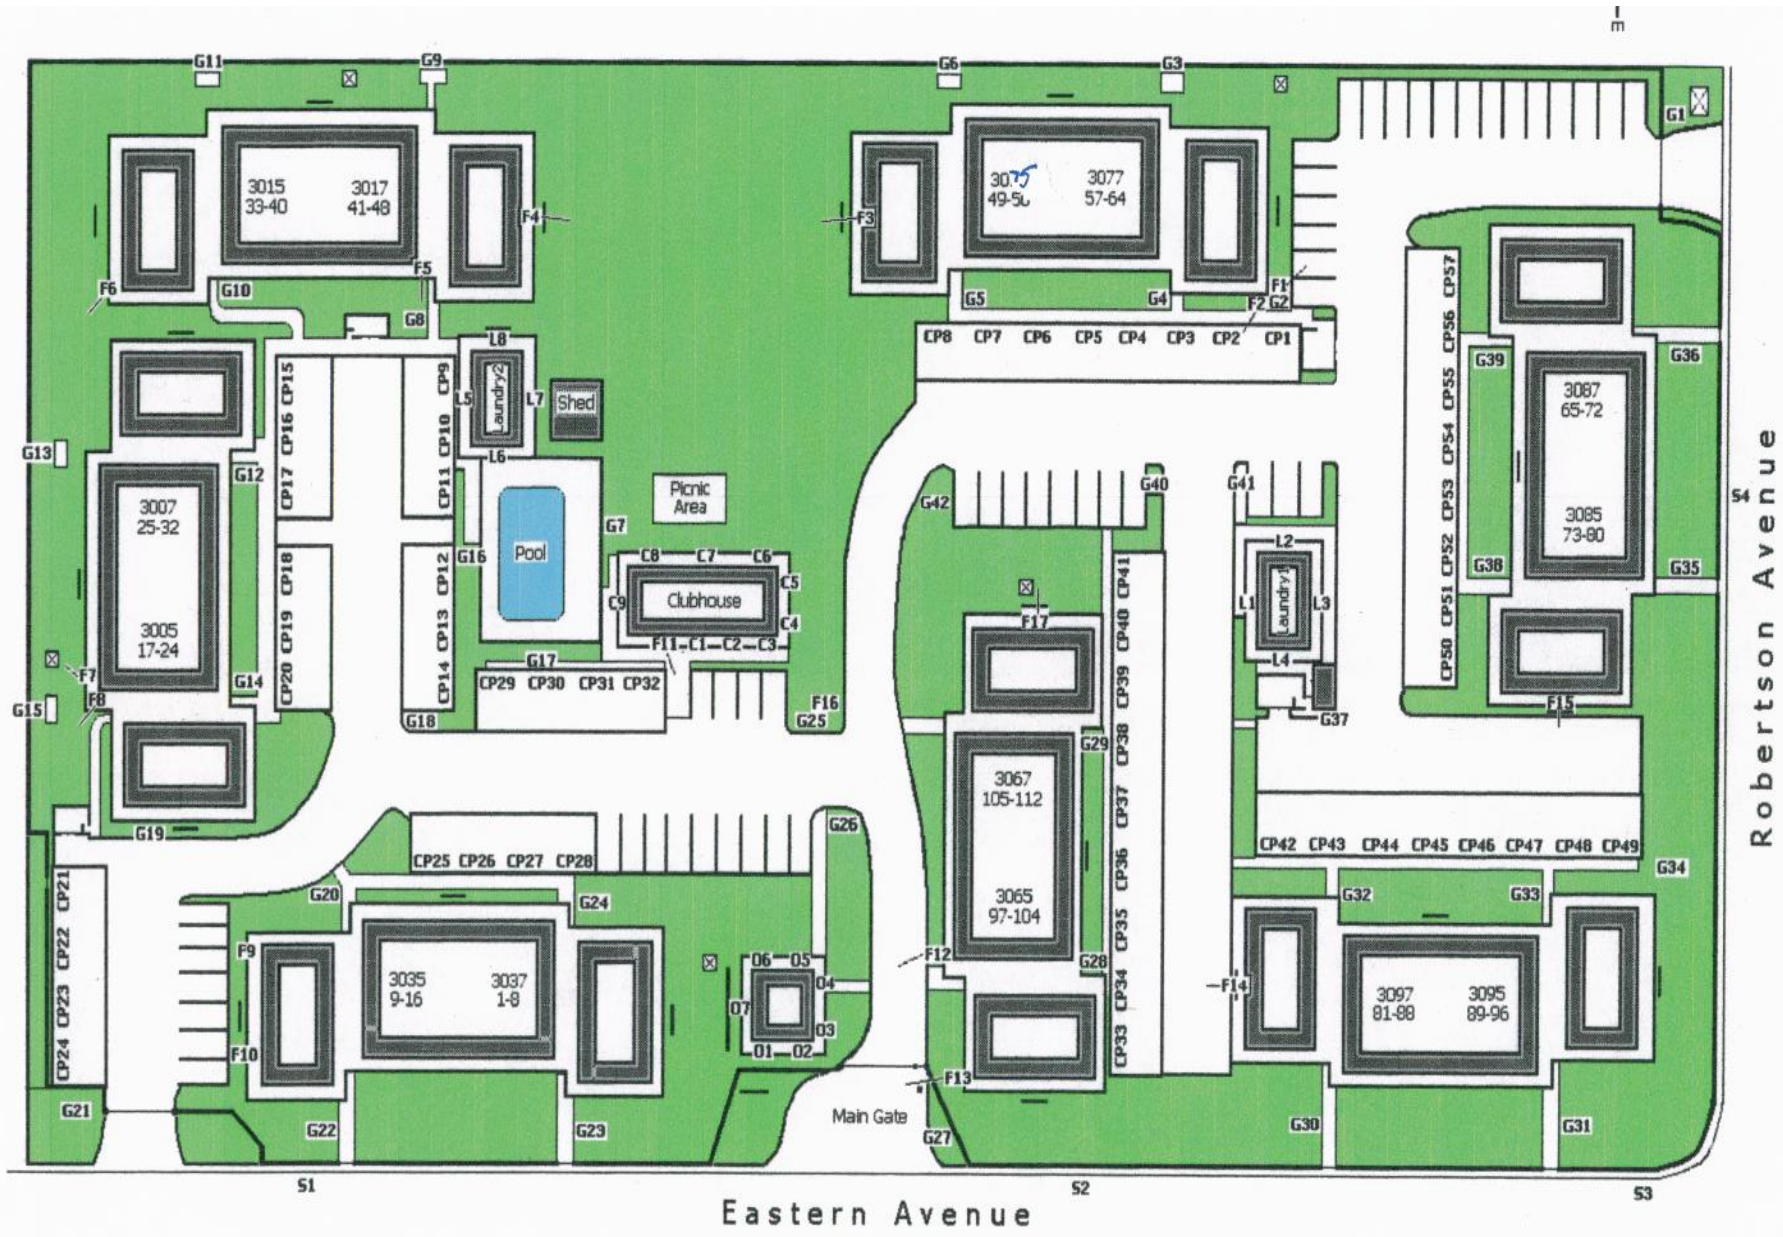 E
G11
G9
G6
G3
G1
3015
33-40
3017
41-48
F4
F3
49-5
3077
57-64
F5
F6
G10
G8
F1
F2
G2
G5
G4
CP8 CP7 CP6 CP5 CP4 CP3 CP2 CP1
CP57
CP56
CP55
CP54
CP53
CP52
CP51
CP50
G39
G36
3087
65-72
3085
73-80
G38
G35
S4
Robertson Avenue
L8
L5
Laundry2
L7
L6
Shed
CP15
CP16
CP17
CP9
CP10
CP11
G13
G12
3007
25-32
3005
17-24
G14
F7
F8
G15
CP18
CP19
CP20
CP12
CP13
CP14
G16
Pool
G7
Picnic
Area
C8 C7 C6
C5
C9
Clubhouse
C4
F11 C1 C2 C3
G17
CP29 CP30 CP31 CP32
G18
F16
G25
G42
G40
G41
L2
L1
Laundry1
L3
L4
G37
F15
F17
CP41
CP40
CP39
CP38
CP37
CP36
CP35
CP34
CP33
G29
3067
105-112
3065
97-104
G28
F12
F13
CP42 CP43 CP44 CP45 CP46 CP47 CP48 CP49
G34
G32
G33
F14
3097
81-88
3095
89-96
G30
G31
G19
CP21
CP22
CP23
CP24
CP25 CP26 CP27 CP28
G26
G20
G24
F9
3035
9-16
3037
1-8
F10
O6 O5
O4
O7
O3
O1 O2
G21
G22
G23
Main Gate
G27
S1
S2
S3
Eastern Avenue